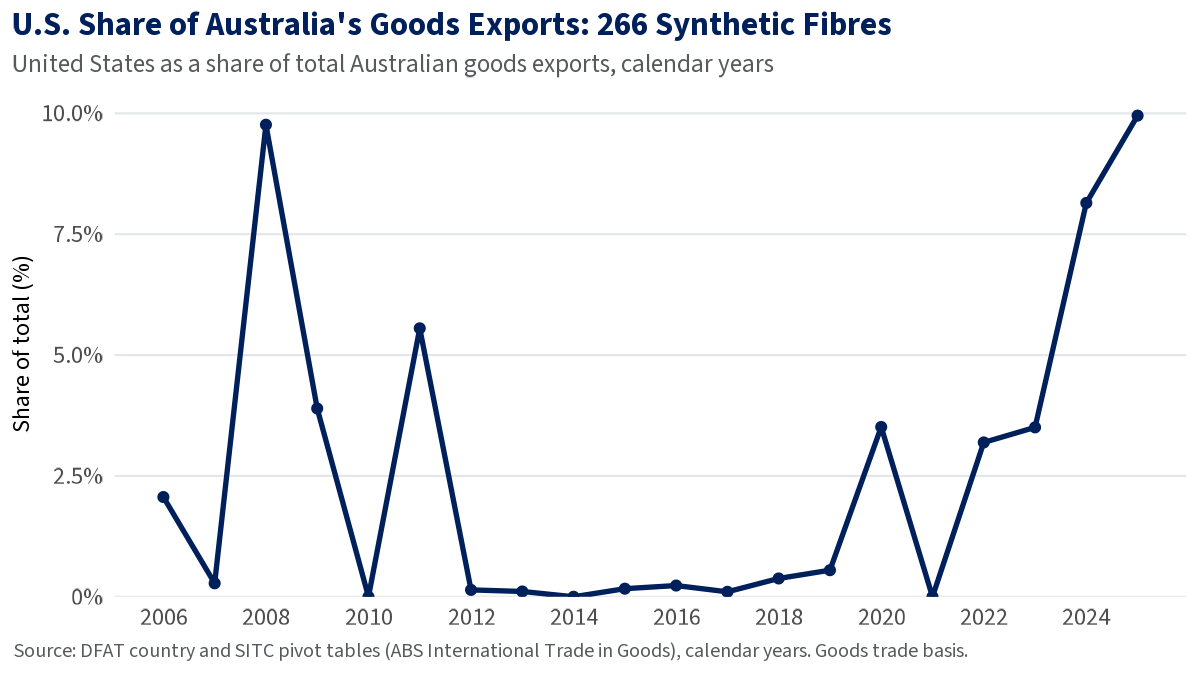 U.S. Share of Australia's Goods Exports: 266 Synthetic Fibres
United States as a share of total Australian goods exports, calendar years
Share of total (%)
10.0%
7.5%
5.0%
2.5%
0%
2006 2008 2010 2012 2014 2016 2018 2020 2022 2024
Source: DFAT country and SITC pivot tables (ABS International Trade in Goods), calendar years. Goods trade basis.